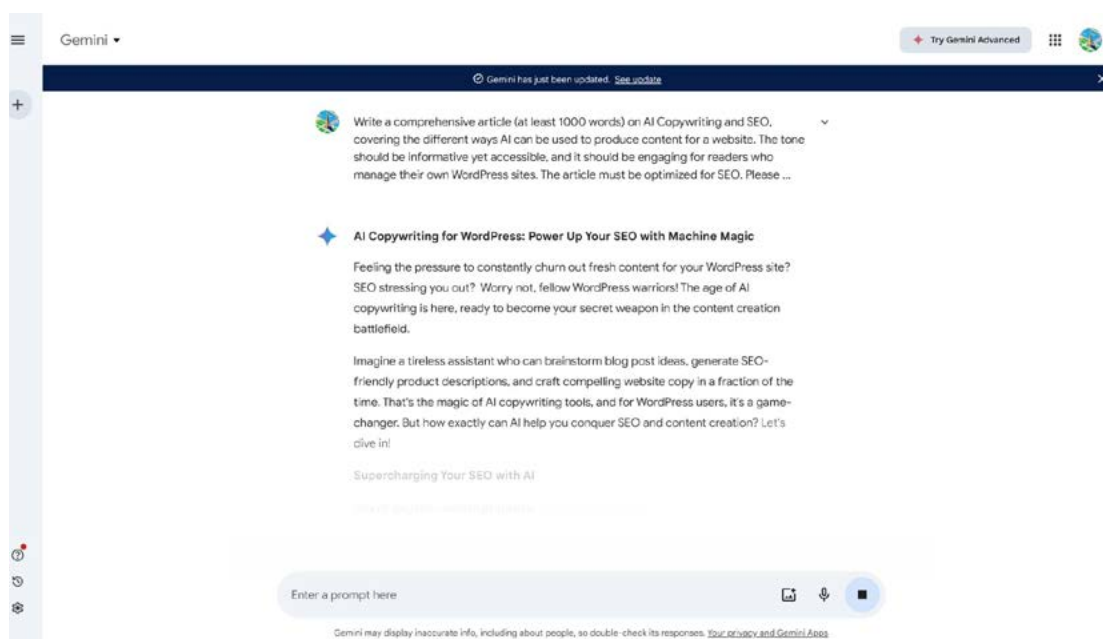 Gemini
Try Gemini Advanced
Gemini has just been updated. See update
Write a comprehensive article (at least 1000 words) on AI Copywriting and SEO,
covering the different ways AI can be used to produce content for a website. The tone
should be informative yet accessible, and it should be engaging for readers who
manage their own WordPress sites. The article must be optimized for SEO. Please ...
AI Copywriting for WordPress: Power Up Your SEO with Machine Magic
Feeling the pressure to constantly churn out fresh content for your WordPress site?
SEO stressing you out? Worry not, fellow WordPress warriors! The age of AI
copywriting is here, ready to become your secret weapon in the content creation
battlefield.
Imagine a tireless assistant who can brainstorm blog post ideas, generate SEO-
friendly product descriptions, and craft compelling website copy in a fraction of the
time. That's the magic of AI copywriting tools, and for WordPress users, it's a game-
changer. But how exactly can AI help you conquer SEO and content creation? Let's
dive in!
Supercharging Your SEO with AI
Enter a prompt here
Gemini may display inaccurate info, including about people, so double-check its responses. Your privacy and Gemini Apps